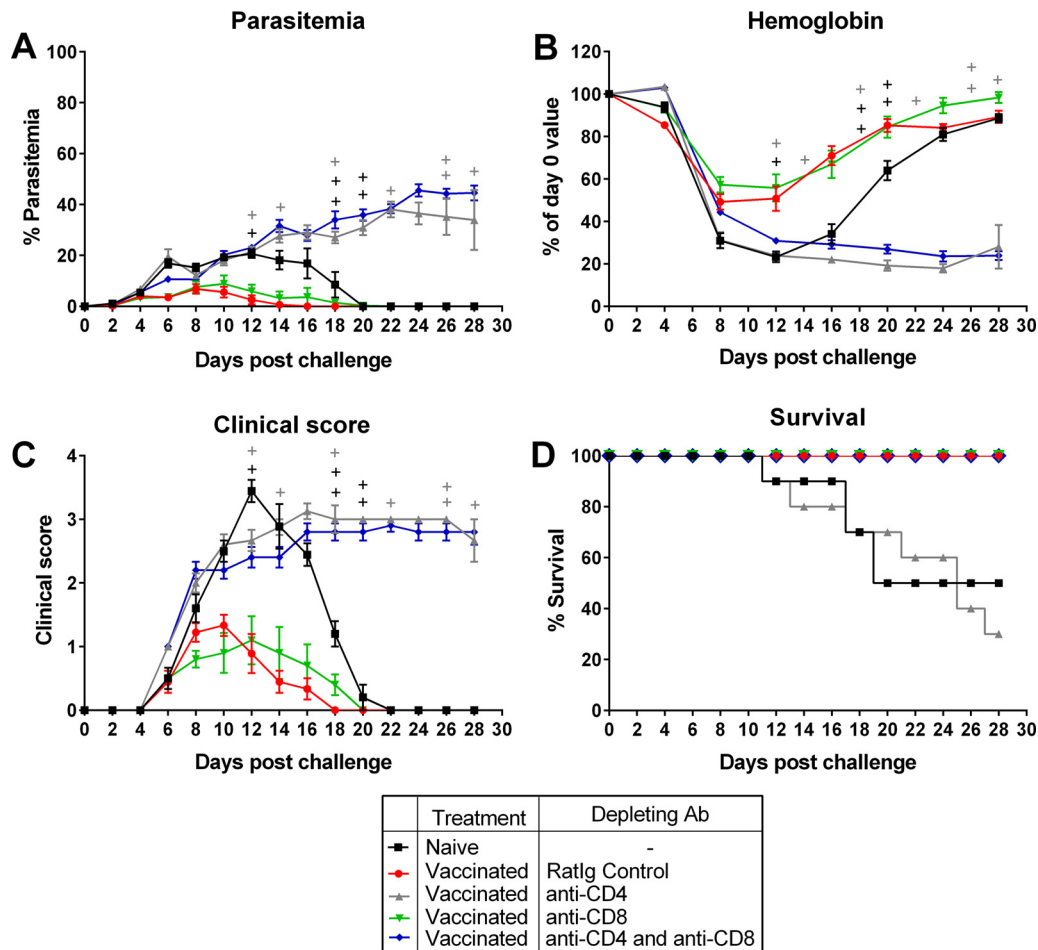 A
Parasitemia
100
80
60
40
20
0
% Parasitemia
0 2 4 6 8 10 12 14 16 18 20 22 24 26 28 30
Days post challenge
B
Hemoglobin
120
100
80
60
40
20
0
% of day 0 value
0 2 4 6 8 10 12 14 16 18 20 22 24 26 28 30
Days post challenge
C
Clinical score
4
3
2
1
0
Clinical score
0 2 4 6 8 10 12 14 16 18 20 22 24 26 28 30
Days post challenge
D
Survival
100
80
60
40
20
0
% Survival
0 2 4 6 8 10 12 14 16 18 20 22 24 26 28 30
Days post challenge
Treatment Depleting Ab
Naive -
Vaccinated RatIg Control
Vaccinated anti-CD4
Vaccinated anti-CD8
Vaccinated anti-CD4 and anti-CD8